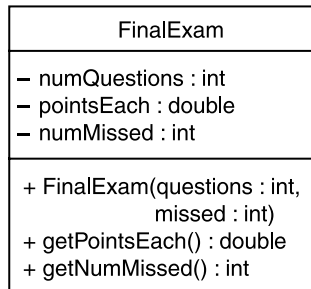 FinalExam
– numQuestions : int
– pointsEach : double
– numMissed : int
+ FinalExam(questions : int,
missed : int)
+ getPointsEach() : double
+ getNumMissed() : int